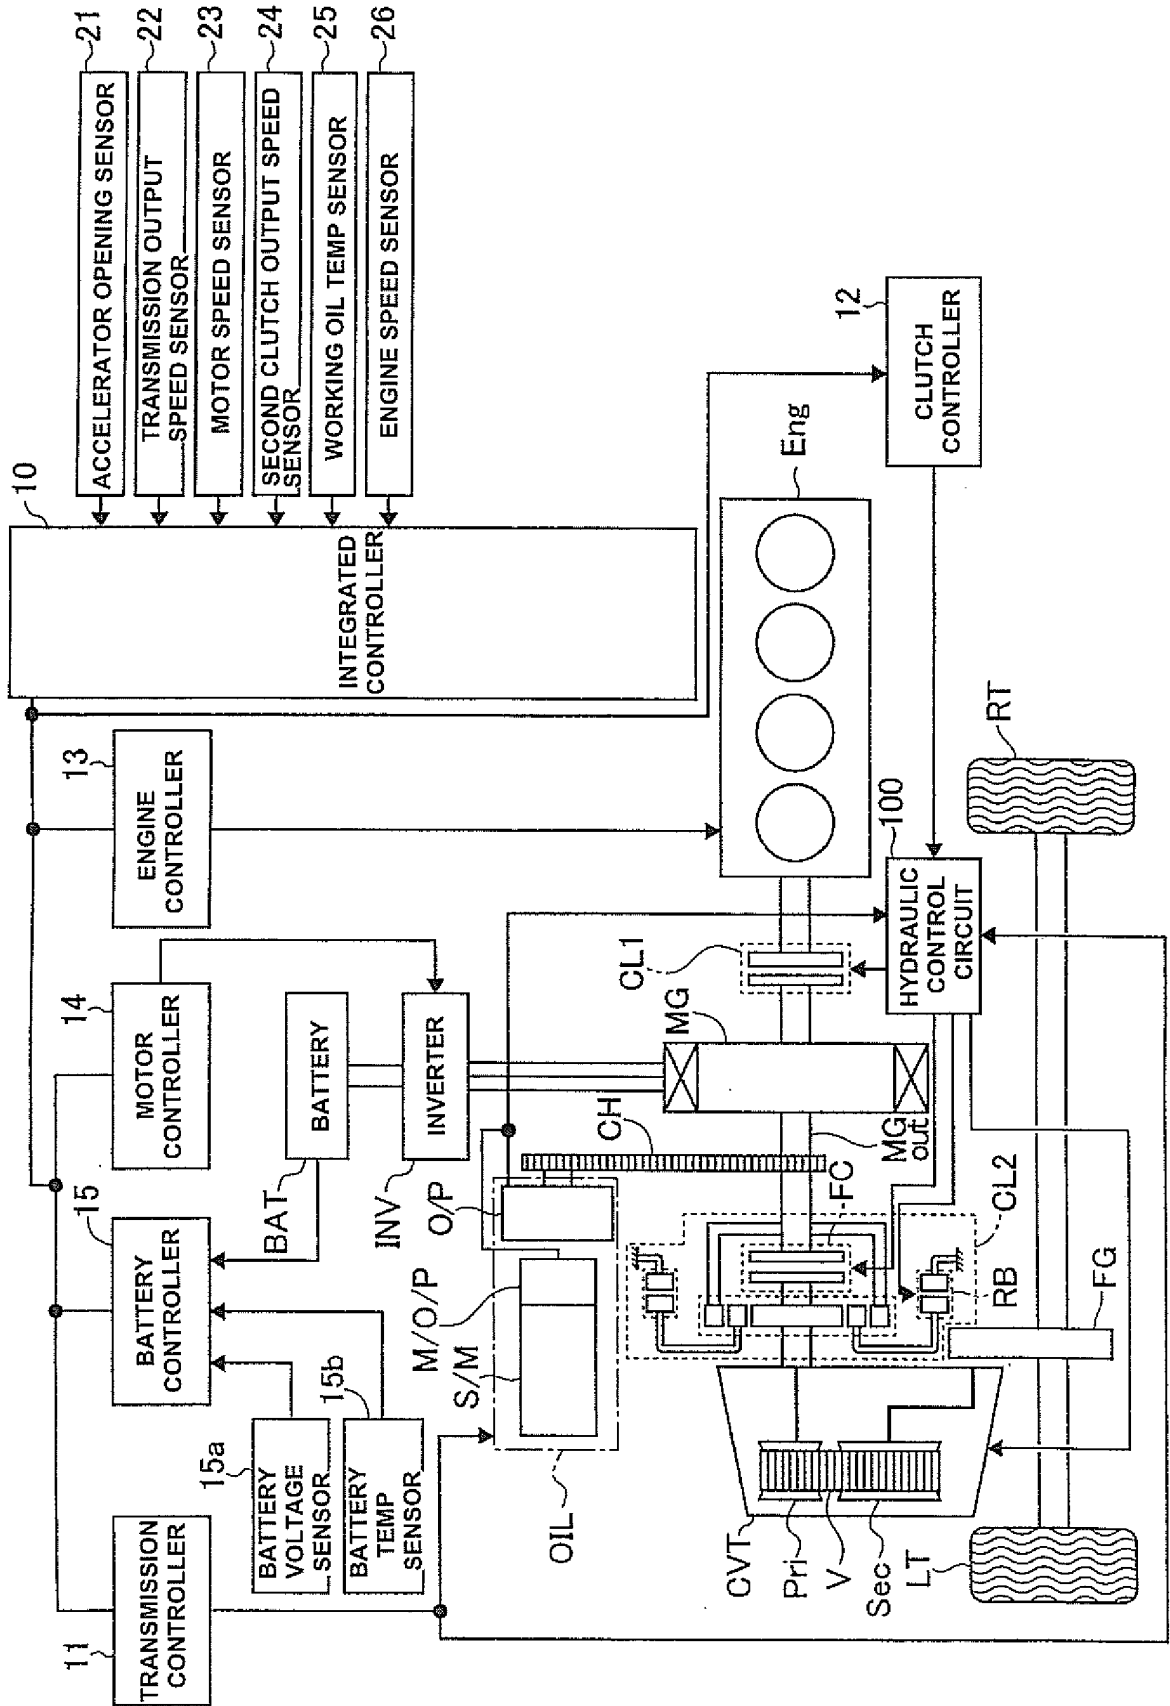 21
22
23
24
25
26
ACCELERATOR OPENING SENSOR
TRANSMISSION OUTPUT
SPEED SENSOR
MOTOR SPEED SENSOR
SECOND CLUTCH OUTPUT SPEED
SENSOR
WORKING OIL TEMP SENSOR
ENGINE SPEED SENSOR
10
INTEGRATED
CONTROLLER
12
CLUTCH
CONTROLLER
Eng
13
ENGINE
CONTROLLER
RT
100
HYDRAULIC
CONTROL
CIRCUIT
CL1
14
MOTOR
CONTROLLER
BATTERY
INVERTER
MG
CH
MG
out
15
BATTERY
CONTROLLER
BAT
INV
O/P
FC
CL2
RB
FG
M/O/P
S/M
15b
15a
BATTERY
VOLTAGE
SENSOR
BATTERY
TEMP
SENSOR
OIL
11
TRANSMISSION
CONTROLLER
CVT
Pri
V
Sec
LT